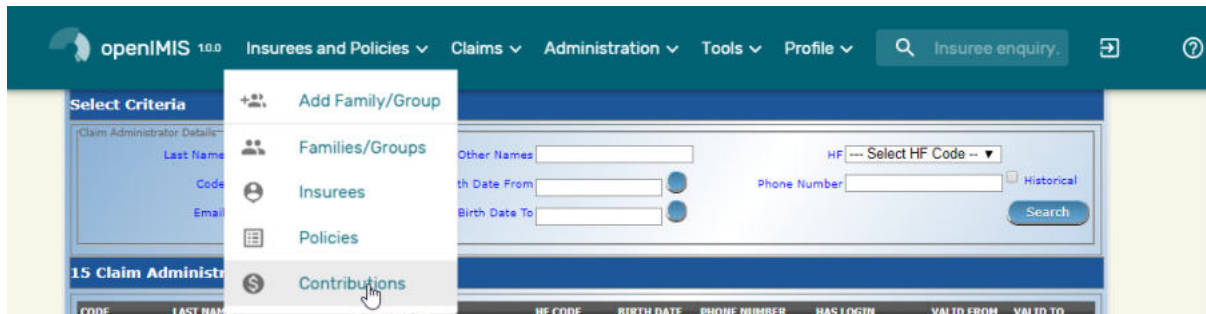 openIMIS 1.0.0 Insurees and Policies Claims Administration Tools Profile Insuree enquiry.
Add Family/Group
Families/Groups
Insurees
Policies
Contributions
Select Criteria
Claim Administrator Details
Last Name Other Names HF --- Select HF Code --
Code th Date From Phone Number Historical
Email Birth Date To Search
15 Claim Administr
CODE LAST NAM HF CODE BIRTH DATE PHONE NUMBER HAS LOGIN VALID FROM VALID TO